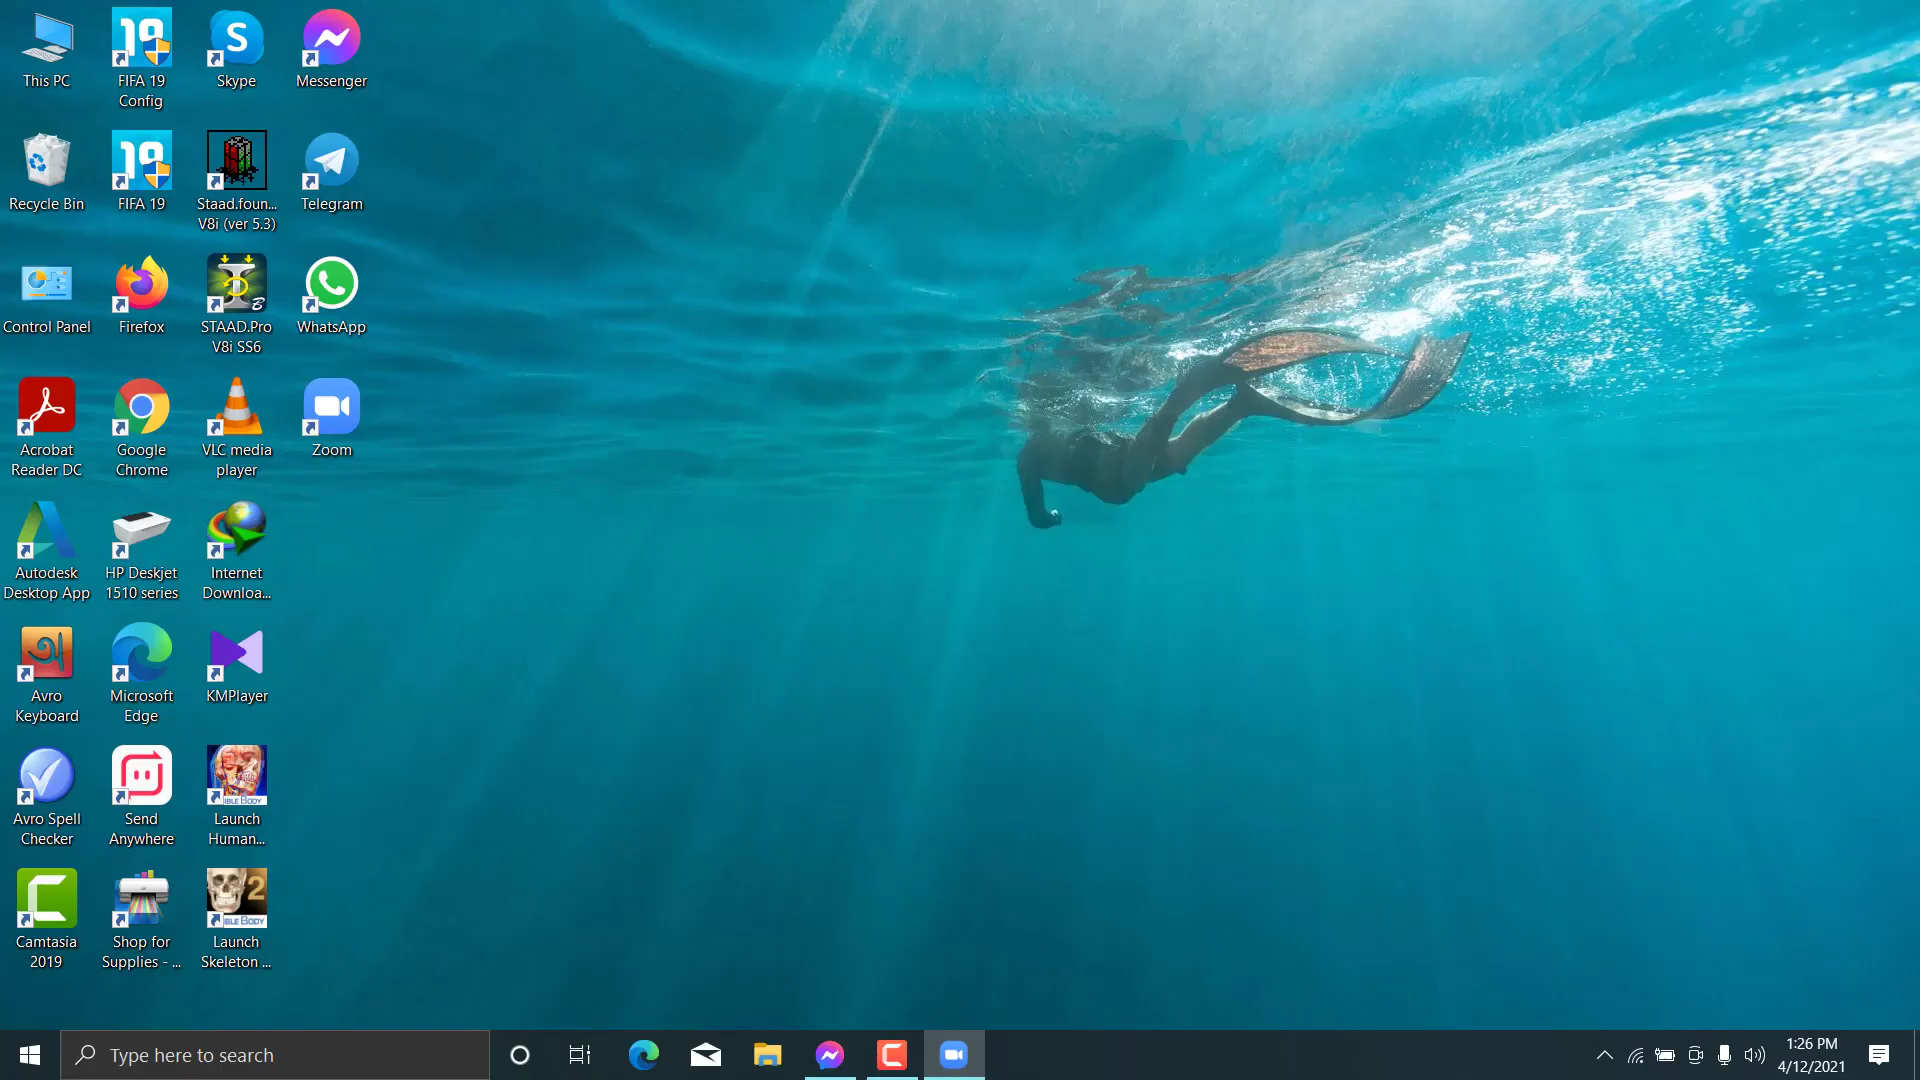 This PC
FIFA 19
Config
Skype
Messenger
Recycle Bin
FIFA 19
Staad.foun...
V8i (ver 5.3)
Telegram
Control Panel
Firefox
STAAD.Pro
V8i SS6
WhatsApp
Acrobat
Reader DC
Google
Chrome
VLC media
player
Zoom
Autodesk
Desktop App
HP Deskjet
1510 series
Internet
Downloa...
Avro
Keyboard
Microsoft
Edge
KMPlayer
Avro Spell
Checker
Send
Anywhere
Launch
Human...
Camtasia
2019
Shop for
Supplies - ...
Launch
Skeleton ...
Type here to search
1:26 PM
4/12/2021